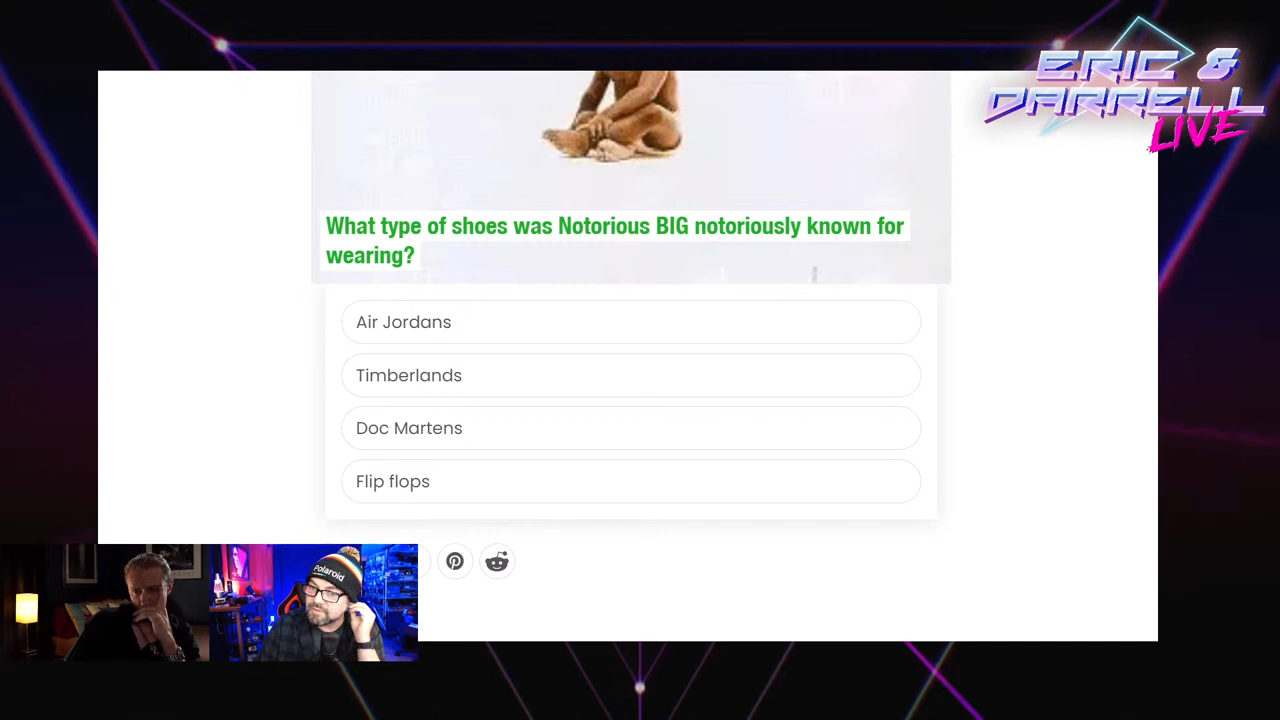 ERIC &
DARRELL
LIVE
What type of shoes was Notorious BIG notoriously known for
wearing?
Air Jordans
Timberlands
Doc Martens
Flip flops
Polaroid